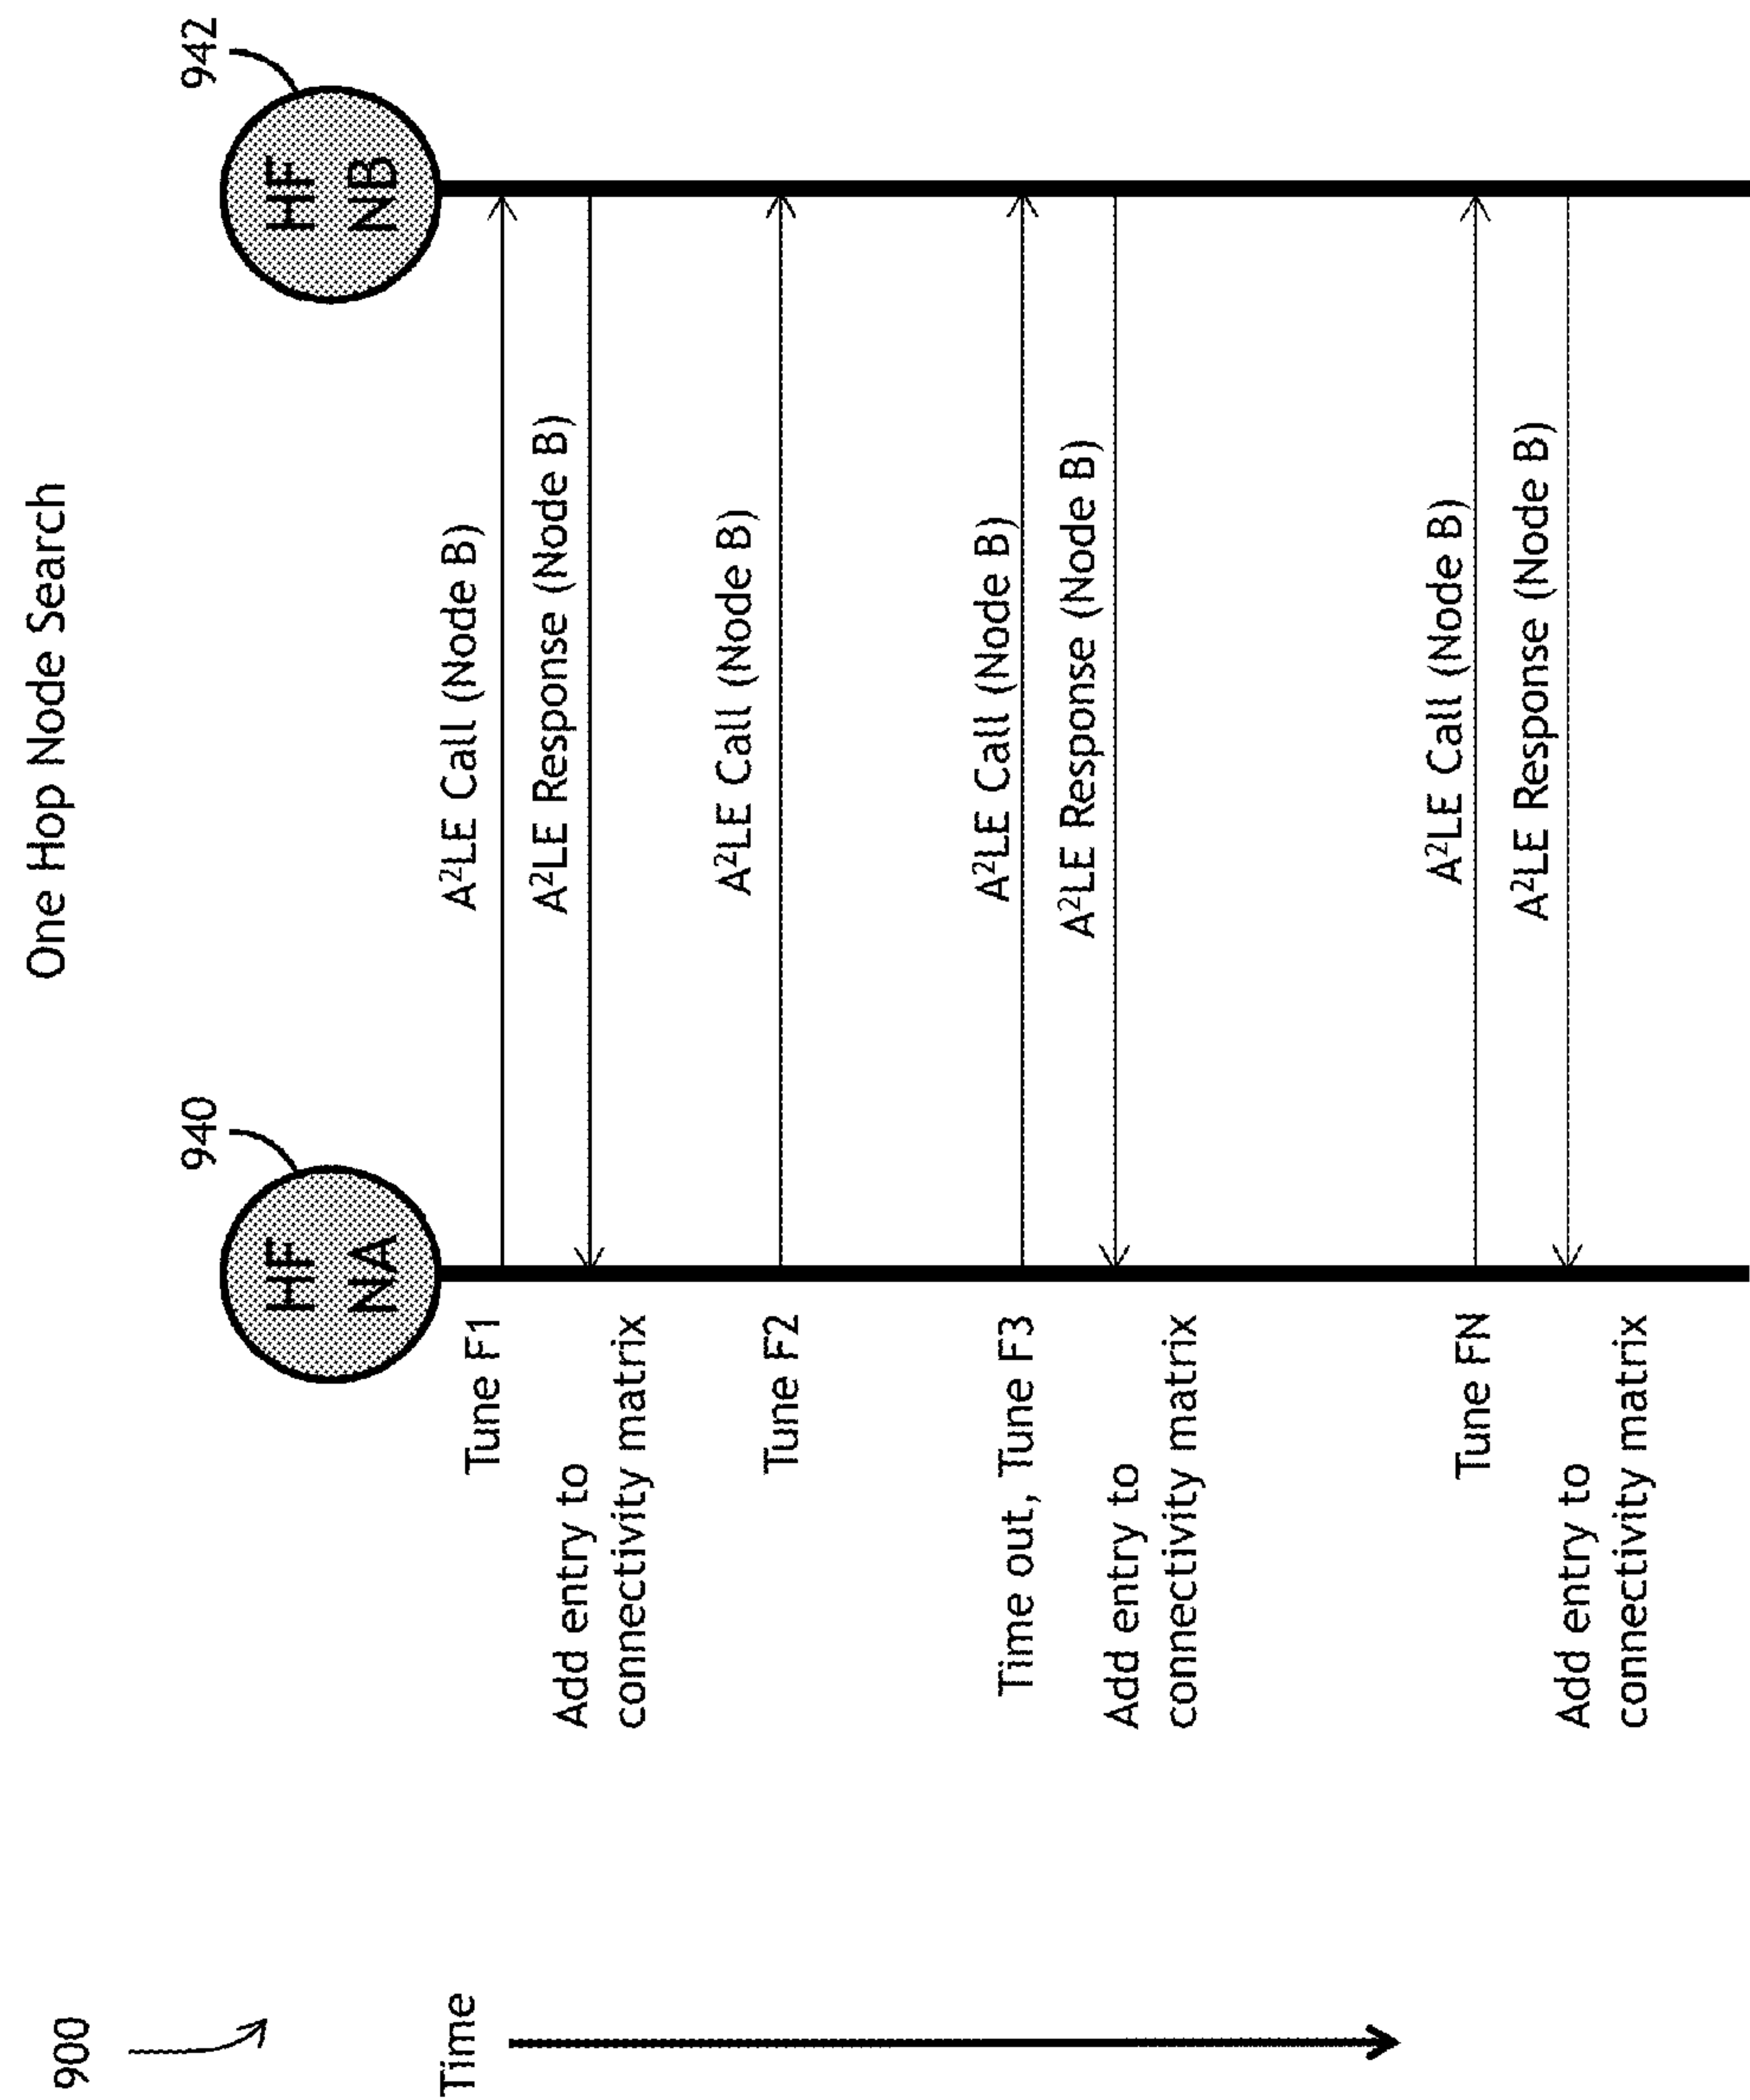 One Hop Node Search
900
940
942
HF
NA
HF
NB
Time
Tune F1
A²LE Call (Node B)
A²LE Response (Node B)
Add entry to
connectivity matrix
A²LE Call (Node B)
Tune F2
A²LE Call (Node B)
Time out, Tune F3
A²LE Response (Node B)
Add entry to
connectivity matrix
A²LE Call (Node B)
Tune FN
A²LE Response (Node B)
Add entry to
connectivity matrix